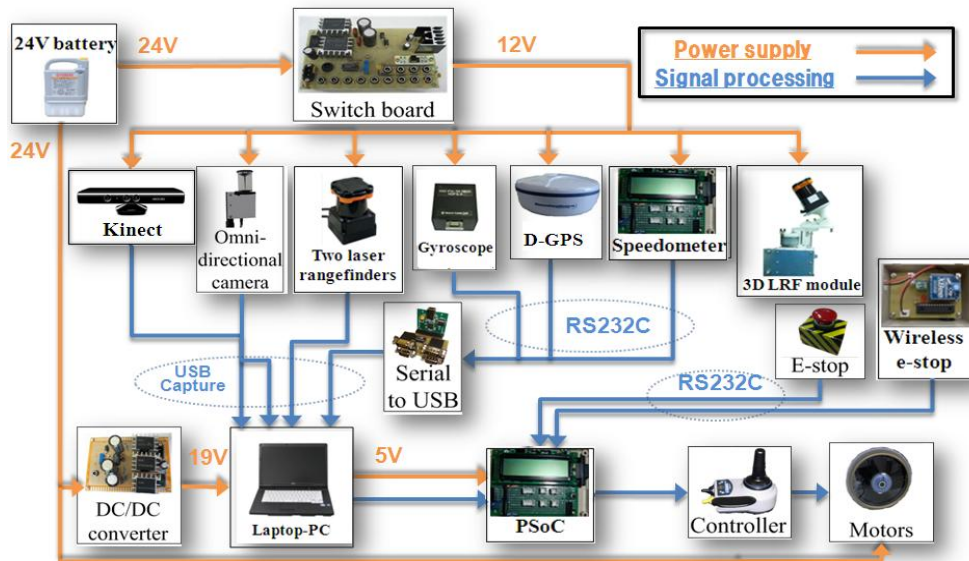 24V battery
24V
12V
Power supply
Signal processing
Switch board
24V
Kinect
Omni-
directional
camera
Two laser
rangefinders
Gyroscope
D-GPS
Speedometer
3D LRF module
Wireless
e-stop
RS232C
E-stop
USB
Capture
Serial
to USB
RS232C
19V
5V
DC/DC
converter
Laptop-PC
PSoC
Controller
Motors